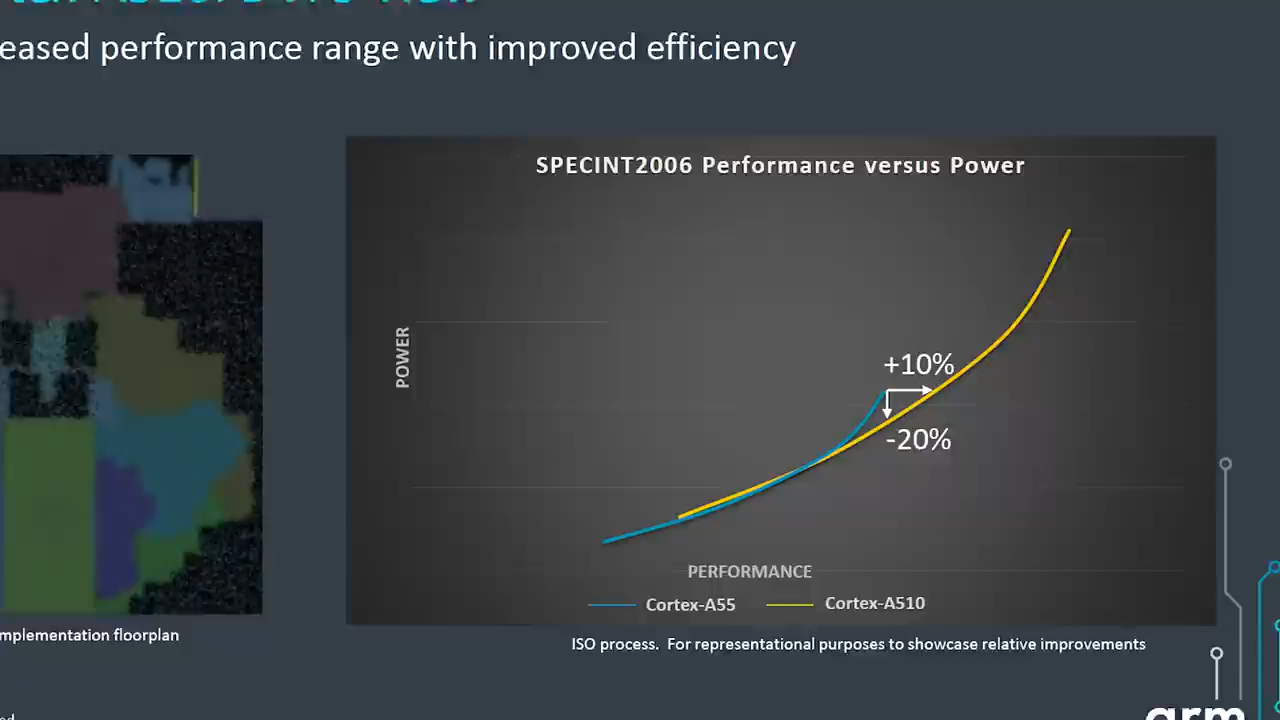 eased performance range with improved efficiency
SPECINT2006 Performance versus Power
POWER
+10%
-20%
PERFORMANCE
Cortex-A55
Cortex-A510
mplementation floorplan
ISO process. For representational purposes to showcase relative improvements
arm